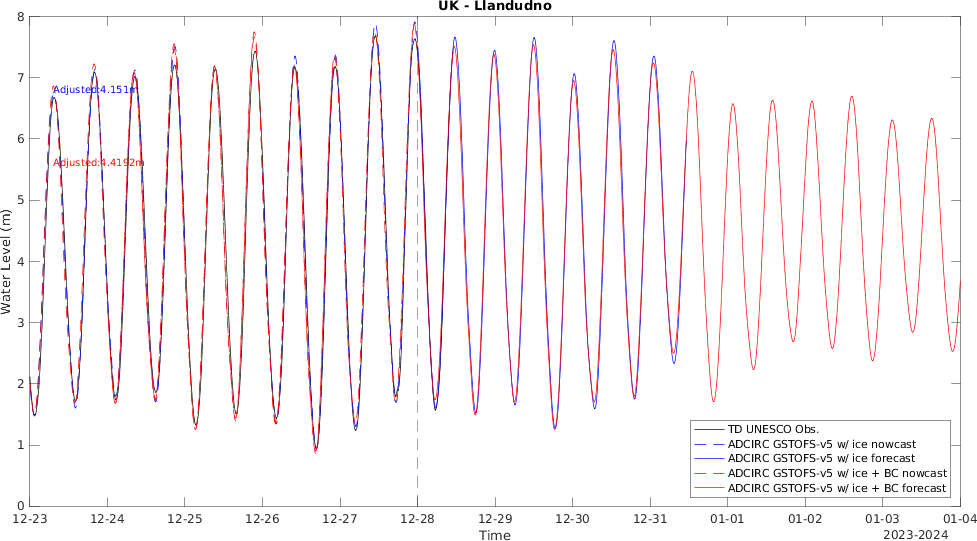 UK - Llandudno
8
7
6
5
4
3
2
1
0
Water Level (m)
Adjusted:4.151m
Adjusted:4.4192m
TD UNESCO Obs.
ADCIRC GSTOFS-v5 w/ ice nowcast
ADCIRC GSTOFS-v5 w/ ice forecast
ADCIRC GSTOFS-v5 w/ ice + BC nowcast
ADCIRC GSTOFS-v5 w/ ice + BC forecast
12-23 12-24 12-25 12-26 12-27 12-28 12-29 12-30 12-31 01-01 01-02 01-03 01-04
Time
2023-2024